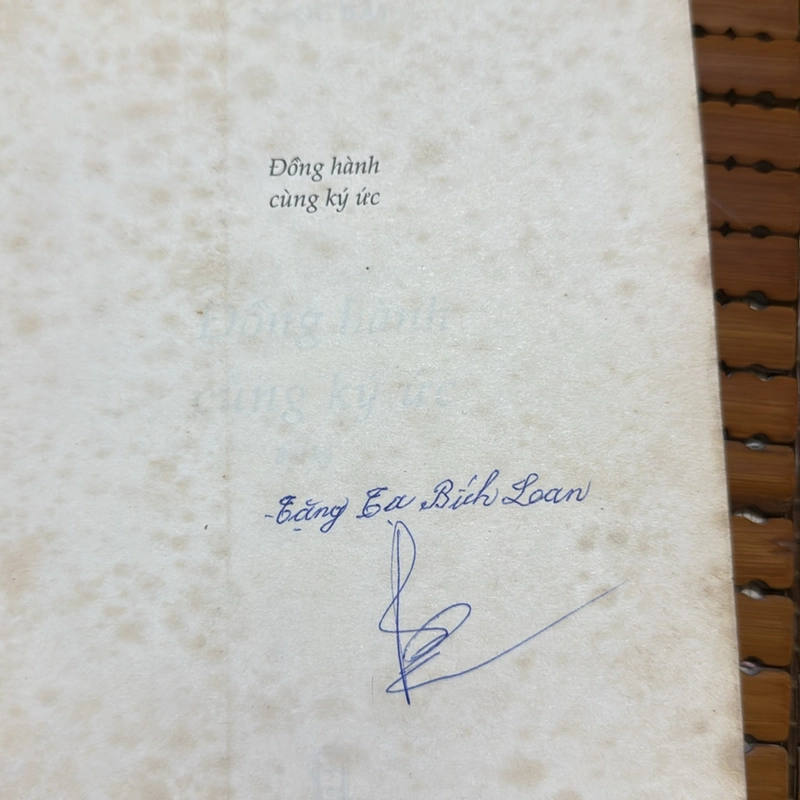 Đồng hành
cùng ký ức
Đồng hành
cùng ký ức
-Tặng Tạ Bích Loan